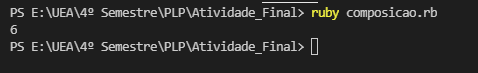 PS E:\UEA\4º Semestre\PLP\Atividade_Final> ruby composicao.rb
6
PS E:\UEA\4º Semestre\PLP\Atividade_Final>